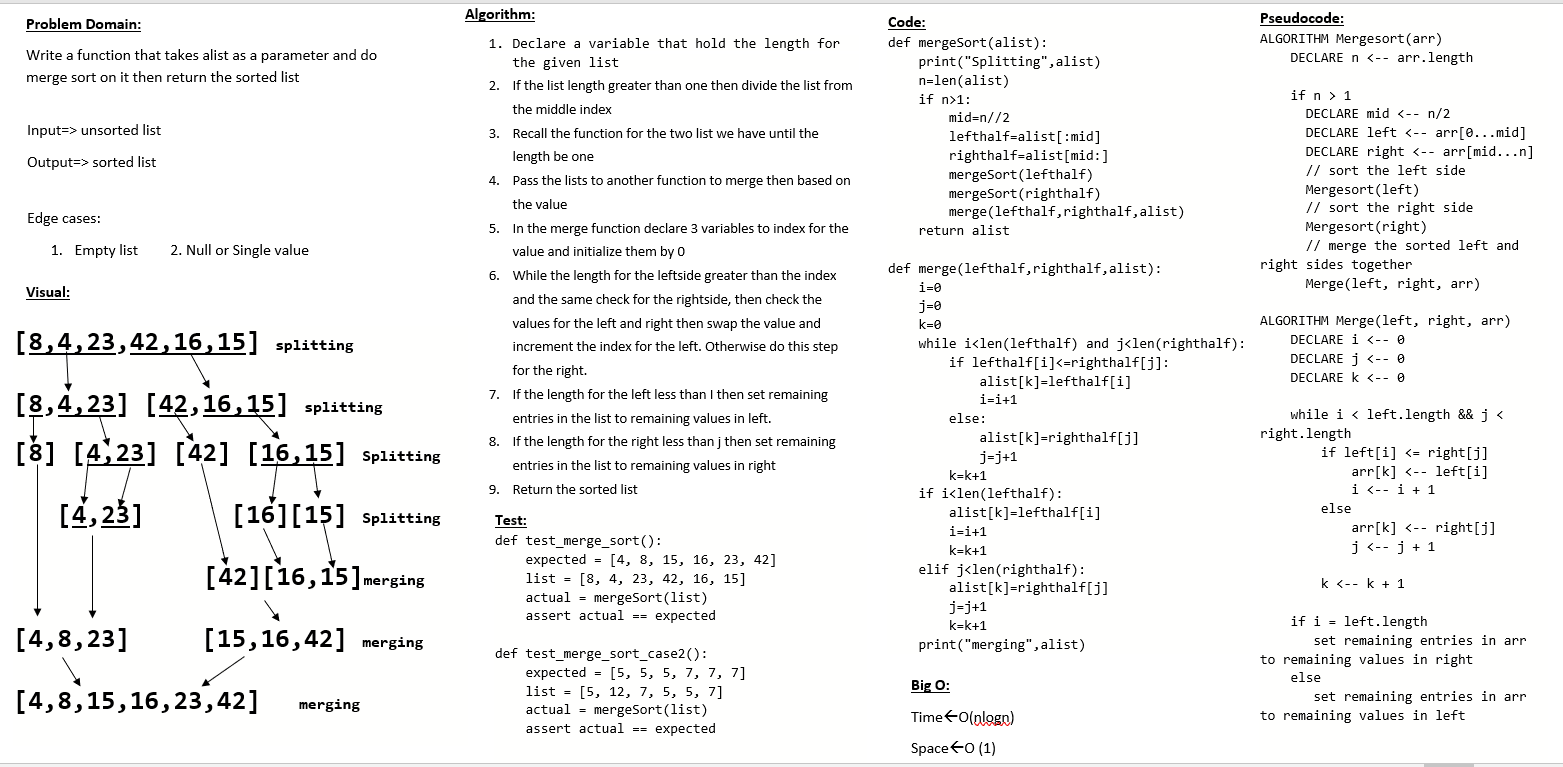 Problem Domain:
Write a function that takes alist as a parameter and do
merge sort on it then return the sorted list
Input=> unsorted list
Output=> sorted list
Edge cases:
1. Empty list 2. Null or Single value
Visual:
[8,4,23,42,16,15] splitting
[8,4,23] [42,16,15] splitting
[8] [4,23] [42] [16,15] Splitting
[4,23] [16][15] Splitting
[42][16,15] merging
[4,8,23] [15,16,42] merging
[4,8,15,16,23,42] merging
Algorithm:
1. Declare a variable that hold the length for
the given list
2. If the list length greater than one then divide the list from
the middle index
3. Recall the function for the two list we have until the
length be one
4. Pass the lists to another function to merge then based on
the value
5. In the merge function declare 3 variables to index for the
value and initialize them by 0
6. While the length for the leftside greater than the index
and the same check for the rightside, then check the
values for the left and right then swap the value and
increment the index for the left. Otherwise do this step
for the right.
7. If the length for the left less than I then set remaining
entries in the list to remaining values in left.
8. If the length for the right less than j then set remaining
entries in the list to remaining values in right
9. Return the sorted list
Test:
def test_merge_sort():
    expected = [4, 8, 15, 16, 23, 42]
    list = [8, 4, 23, 42, 16, 15]
    actual = mergeSort(list)
    assert actual == expected
def test_merge_sort_case2():
    expected = [5, 5, 5, 7, 7, 7]
    list = [5, 12, 7, 5, 5, 7]
    actual = mergeSort(list)
    assert actual == expected
Code:
def mergeSort(alist):
    print("Splitting",alist)
    n=len(alist)
    if n>1:
        mid=n//2
        lefthalf=alist[:mid]
        righthalf=alist[mid:]
        mergeSort(lefthalf)
        mergeSort(righthalf)
        merge(lefthalf,righthalf,alist)
    return alist
def merge(lefthalf,righthalf,alist):
    i=0
    j=0
    k=0
    while i<len(lefthalf) and j<len(righthalf):
        if lefthalf[i]<=righthalf[j]:
            alist[k]=lefthalf[i]
            i=i+1
        else:
            alist[k]=righthalf[j]
            j=j+1
        k=k+1
    if i<len(lefthalf):
        alist[k]=lefthalf[i]
        i=i+1
        k=k+1
    elif j<len(righthalf):
        alist[k]=righthalf[j]
        j=j+1
        k=k+1
    print("merging",alist)
Big O:
Time←O(nlogn)
Space←O (1)
Pseudocode:
ALGORITHM Mergesort(arr)
    DECLARE n <-- arr.length
    if n > 1
      DECLARE mid <-- n/2
      DECLARE left <-- arr[0...mid]
      DECLARE right <-- arr[mid...n]
      // sort the left side
      Mergesort(left)
      // sort the right side
      Mergesort(right)
      // merge the sorted left and
right sides together
      Merge(left, right, arr)
ALGORITHM Merge(left, right, arr)
    DECLARE i <-- 0
    DECLARE j <-- 0
    DECLARE k <-- 0
    while i < left.length && j <
right.length
        if left[i] <= right[j]
            arr[k] <-- left[i]
            i <-- i + 1
        else
            arr[k] <-- right[j]
            j <-- j + 1
        k <-- k + 1
    if i = left.length
       set remaining entries in arr
to remaining values in right
    else
       set remaining entries in arr
to remaining values in left